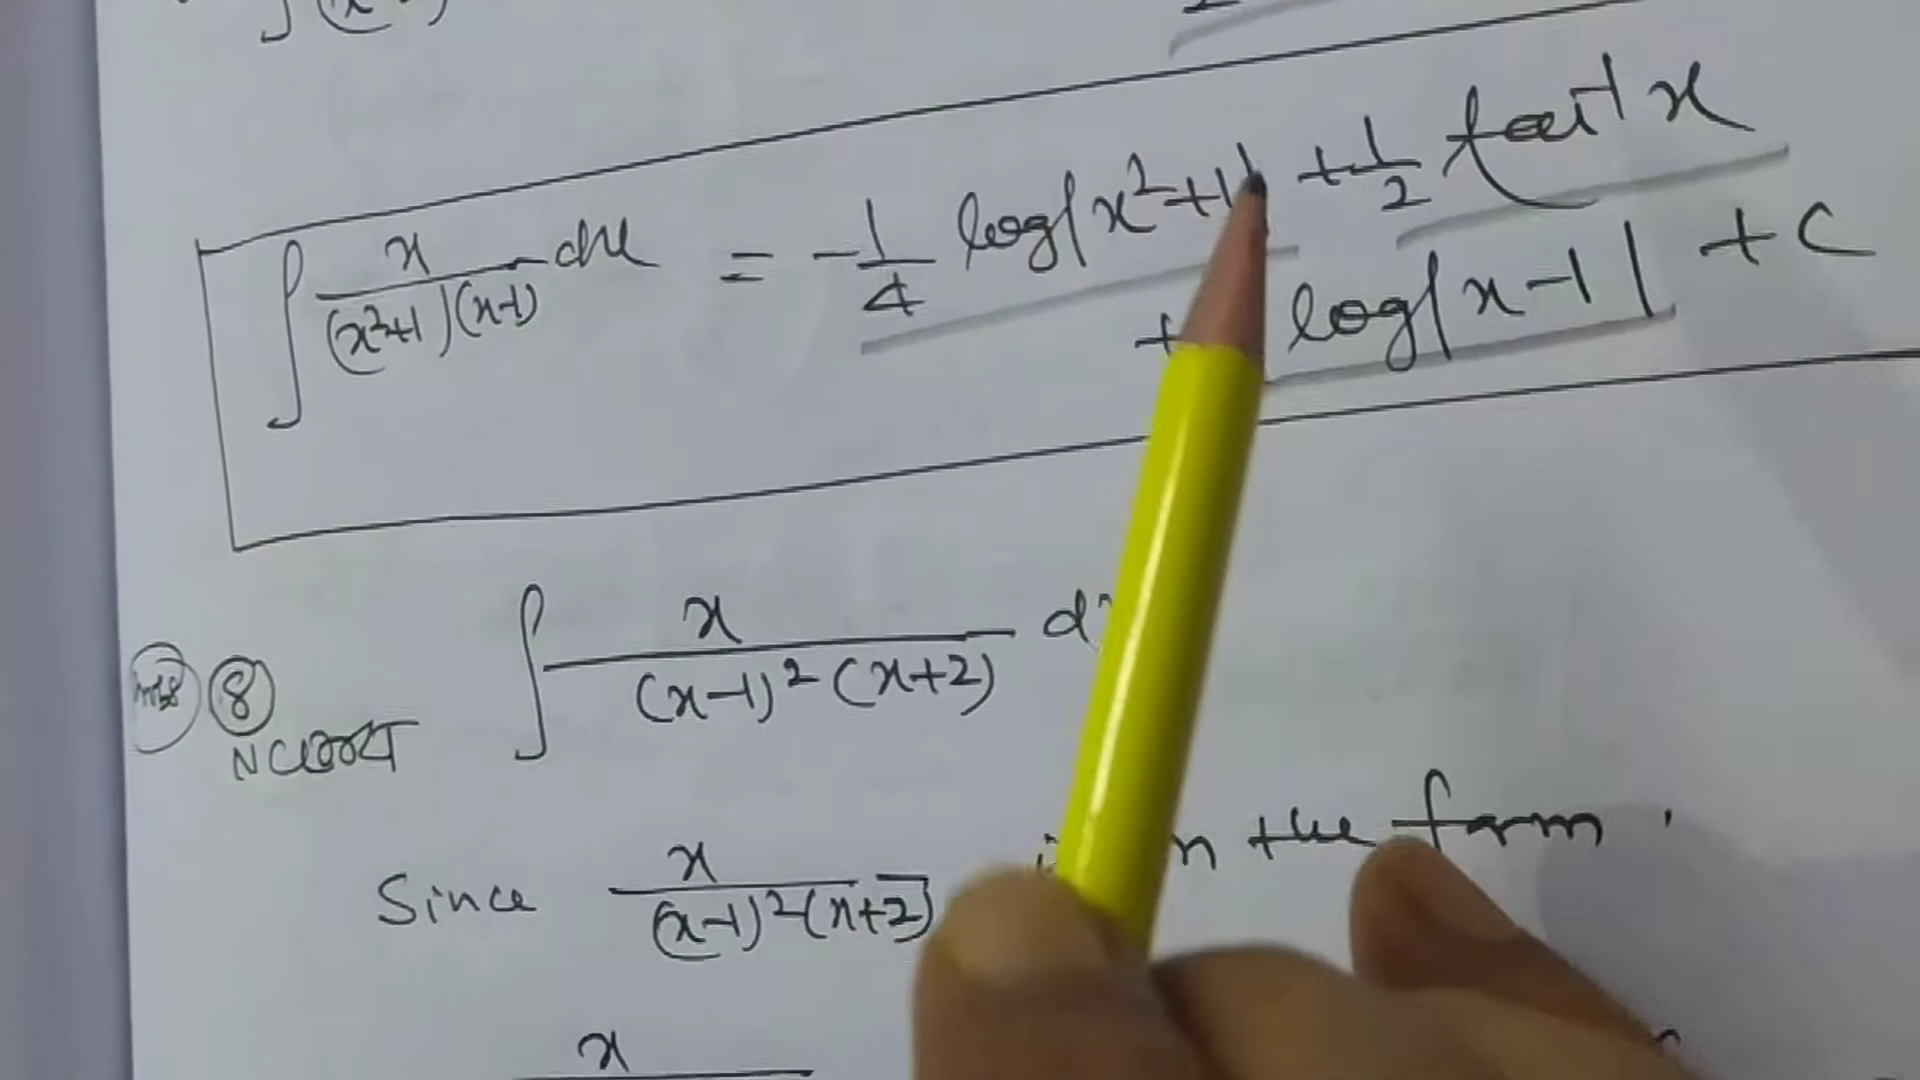 ∫ x/(x²+1)(x-1) dx = -1/4 log|x²+1| + 1/2 tan⁻¹x
+ log|x-1| + C
8 ∫ x/(x-1)²(x+2)
NCERT
Since x/(x-1)²(x+2) in the form
x